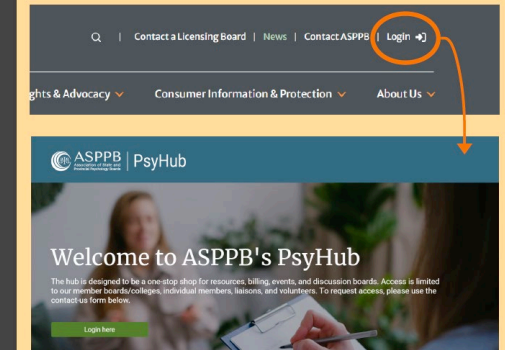 Contact a Licensing Board | News | Contact ASPPB | Login
ghts & Advocacy Consumer Information & Protection About Us
ASPPB | PsyHub
Association of State and
Provincial Psychology Boards
Welcome to ASPPB's PsyHub
The hub is designed to be a one-stop shop for resources, billing, events, and discussion boards. Access is limited
to our member boards/colleges, individual members, liaisons, and volunteers. To request access, please use the
contact-us form below.
Login here